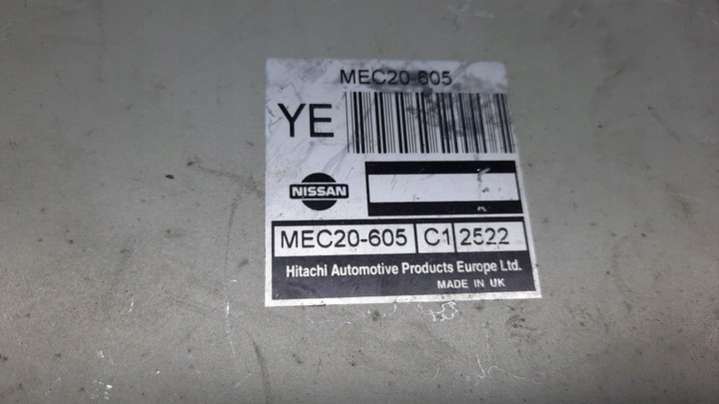 MEC20-605
YE
NISSAN
MEC20-605 C1 2522
Hitachi Automotive Products Europe Ltd.
MADE IN UK